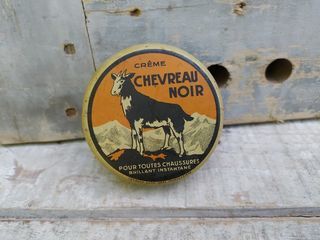 CRÈME
CHEVREAU
NOIR
POUR TOUTES CHAUSSURES
BRILLANT INSTANTANÉ